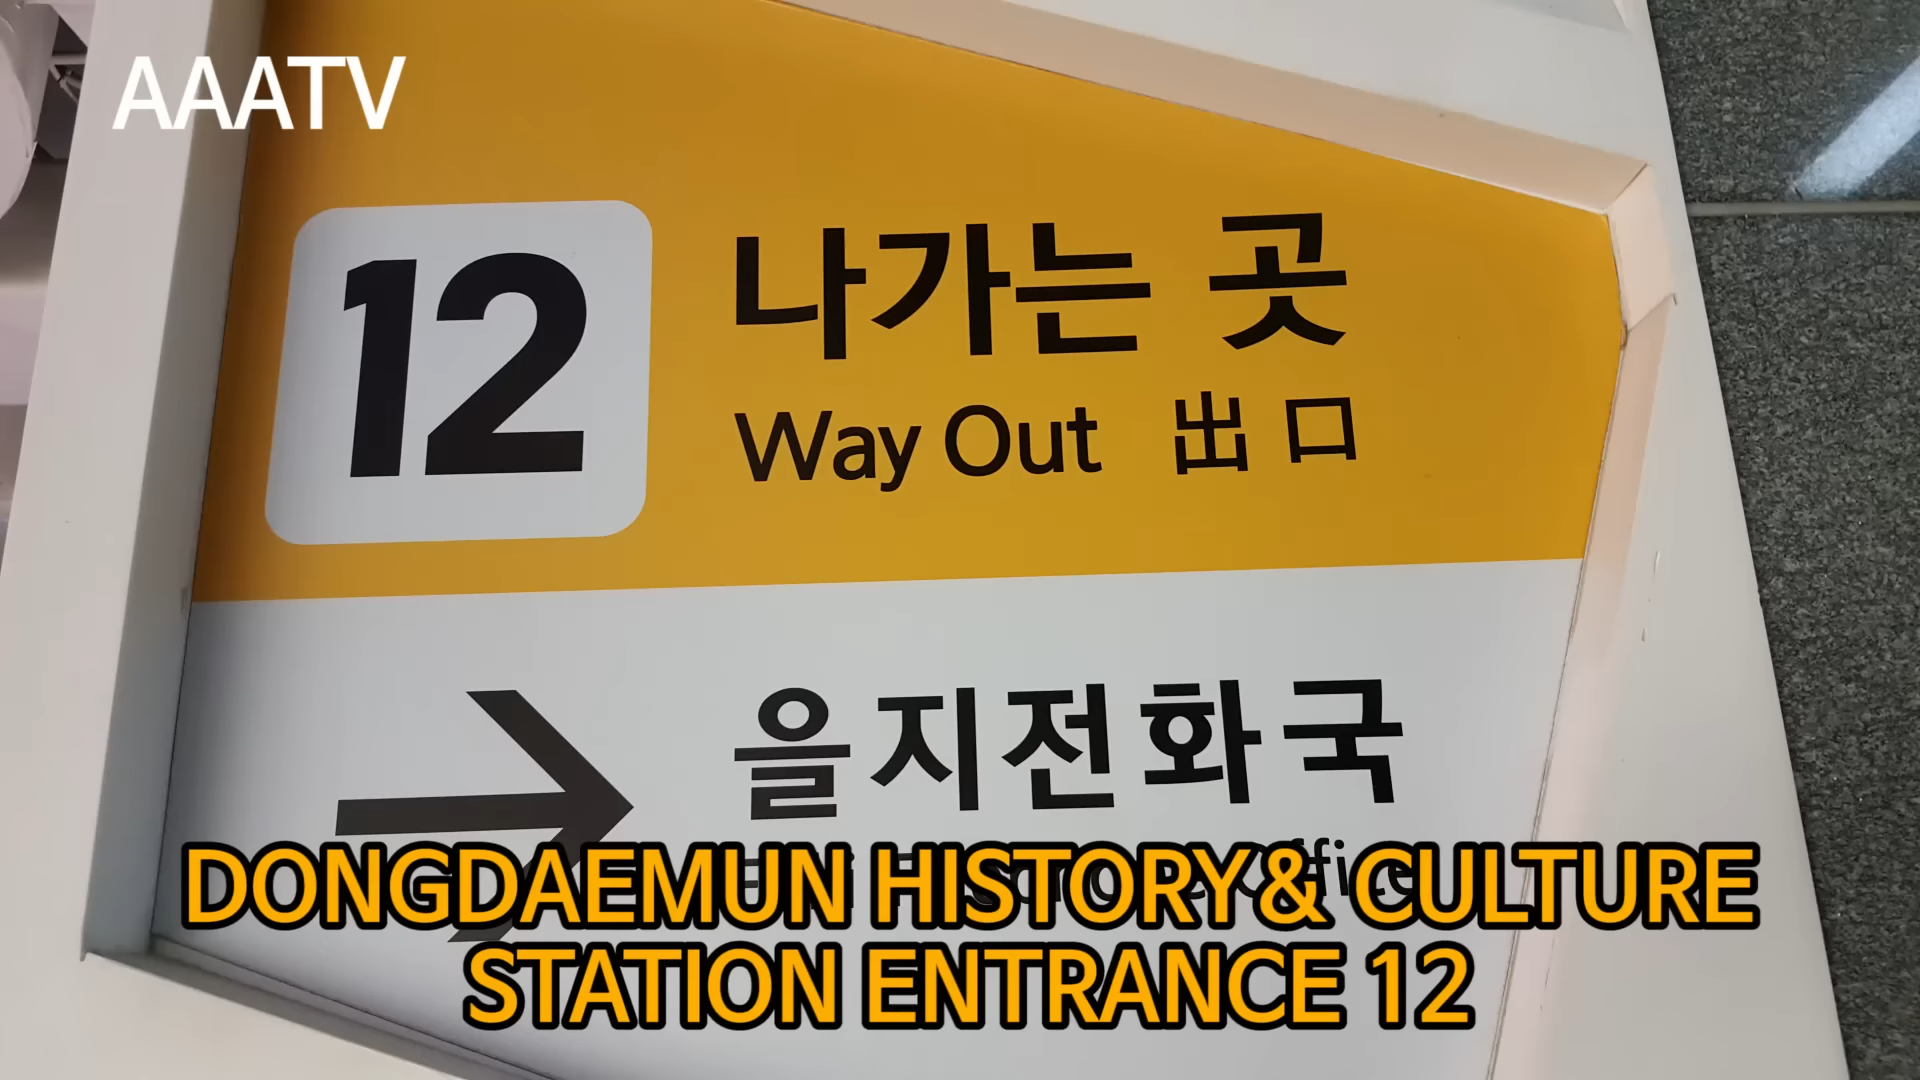 AAATV
12
나가는 곳
Way Out 出口
을지전화국
Office
DONGDAEMUN HISTORY& CULTURE
STATION ENTRANCE 12